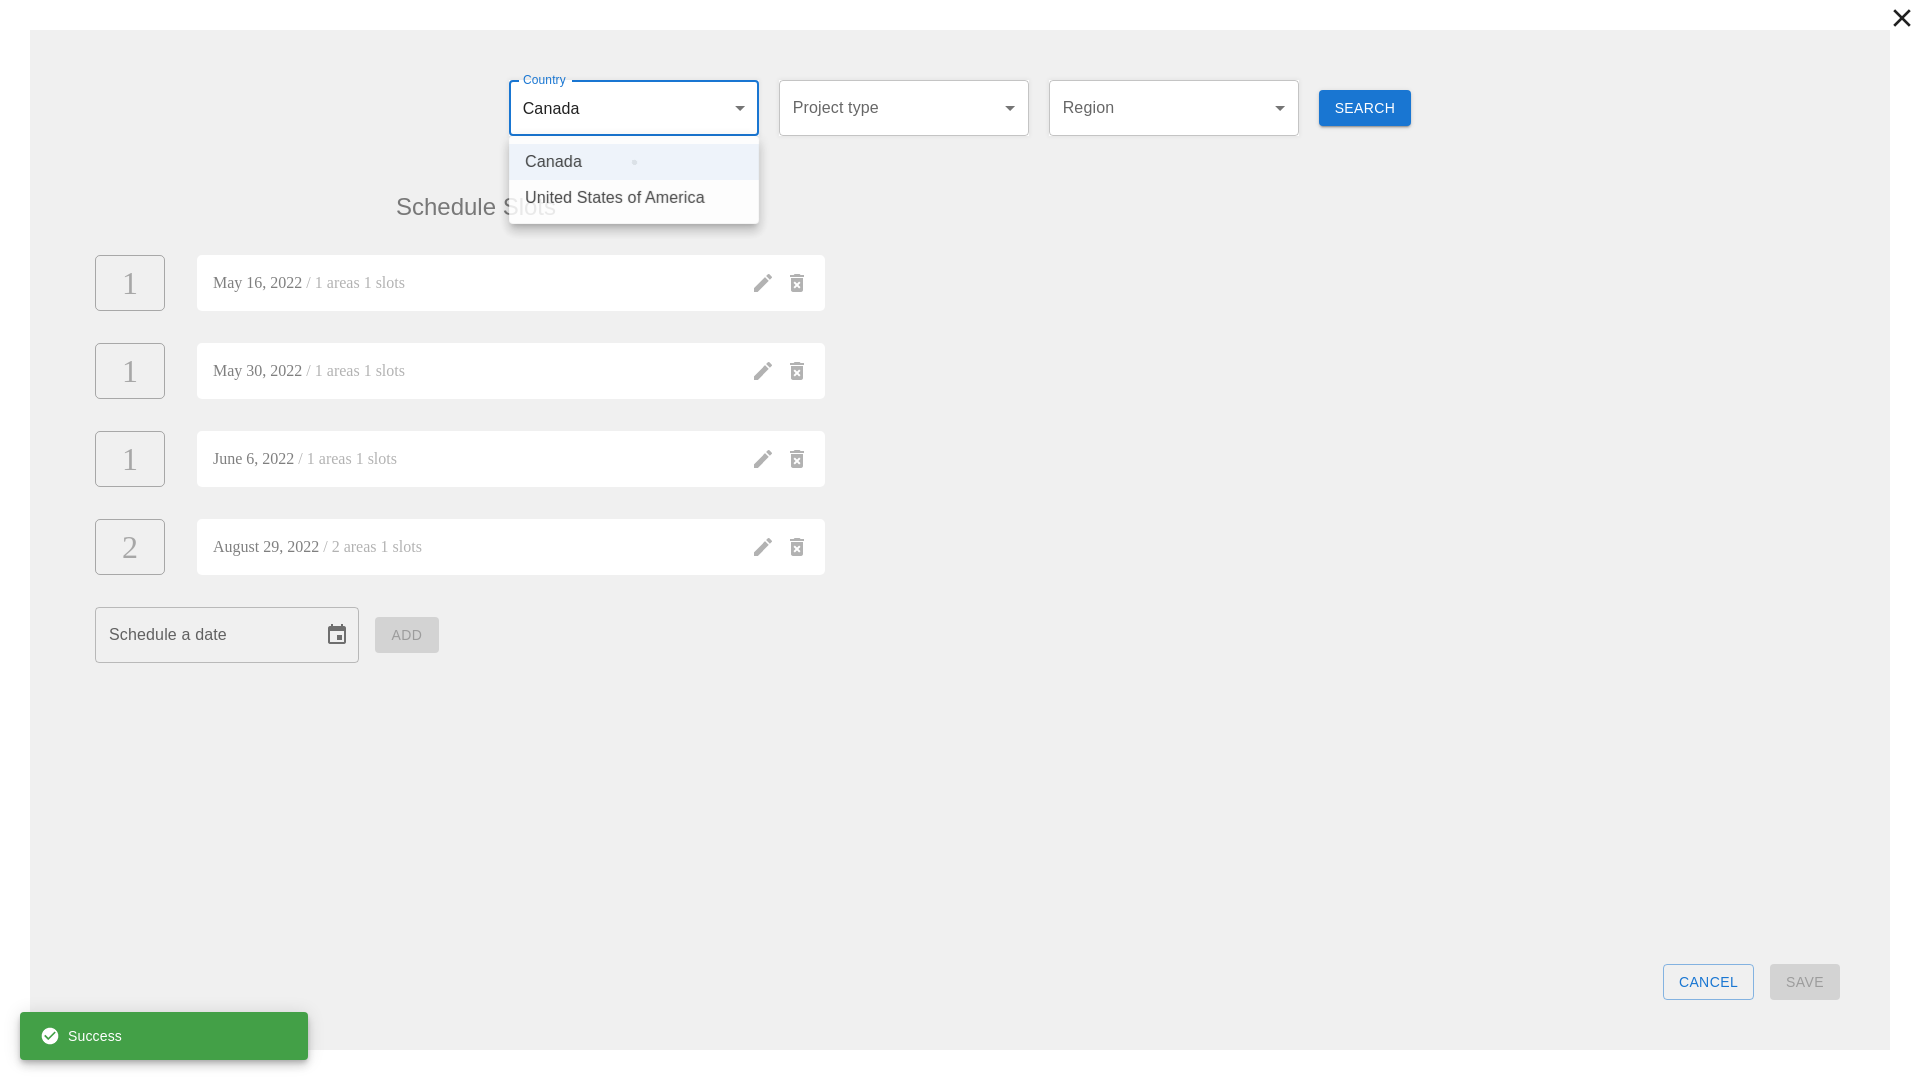 Country
Canada
Project type
Region
SEARCH
Canada
United States of America
Schedule Slots
1
May 16, 2022 / 1 areas 1 slots
1
May 30, 2022 / 1 areas 1 slots
1
June 6, 2022 / 1 areas 1 slots
2
August 29, 2022 / 2 areas 1 slots
Schedule a date
ADD
CANCEL
SAVE
Success